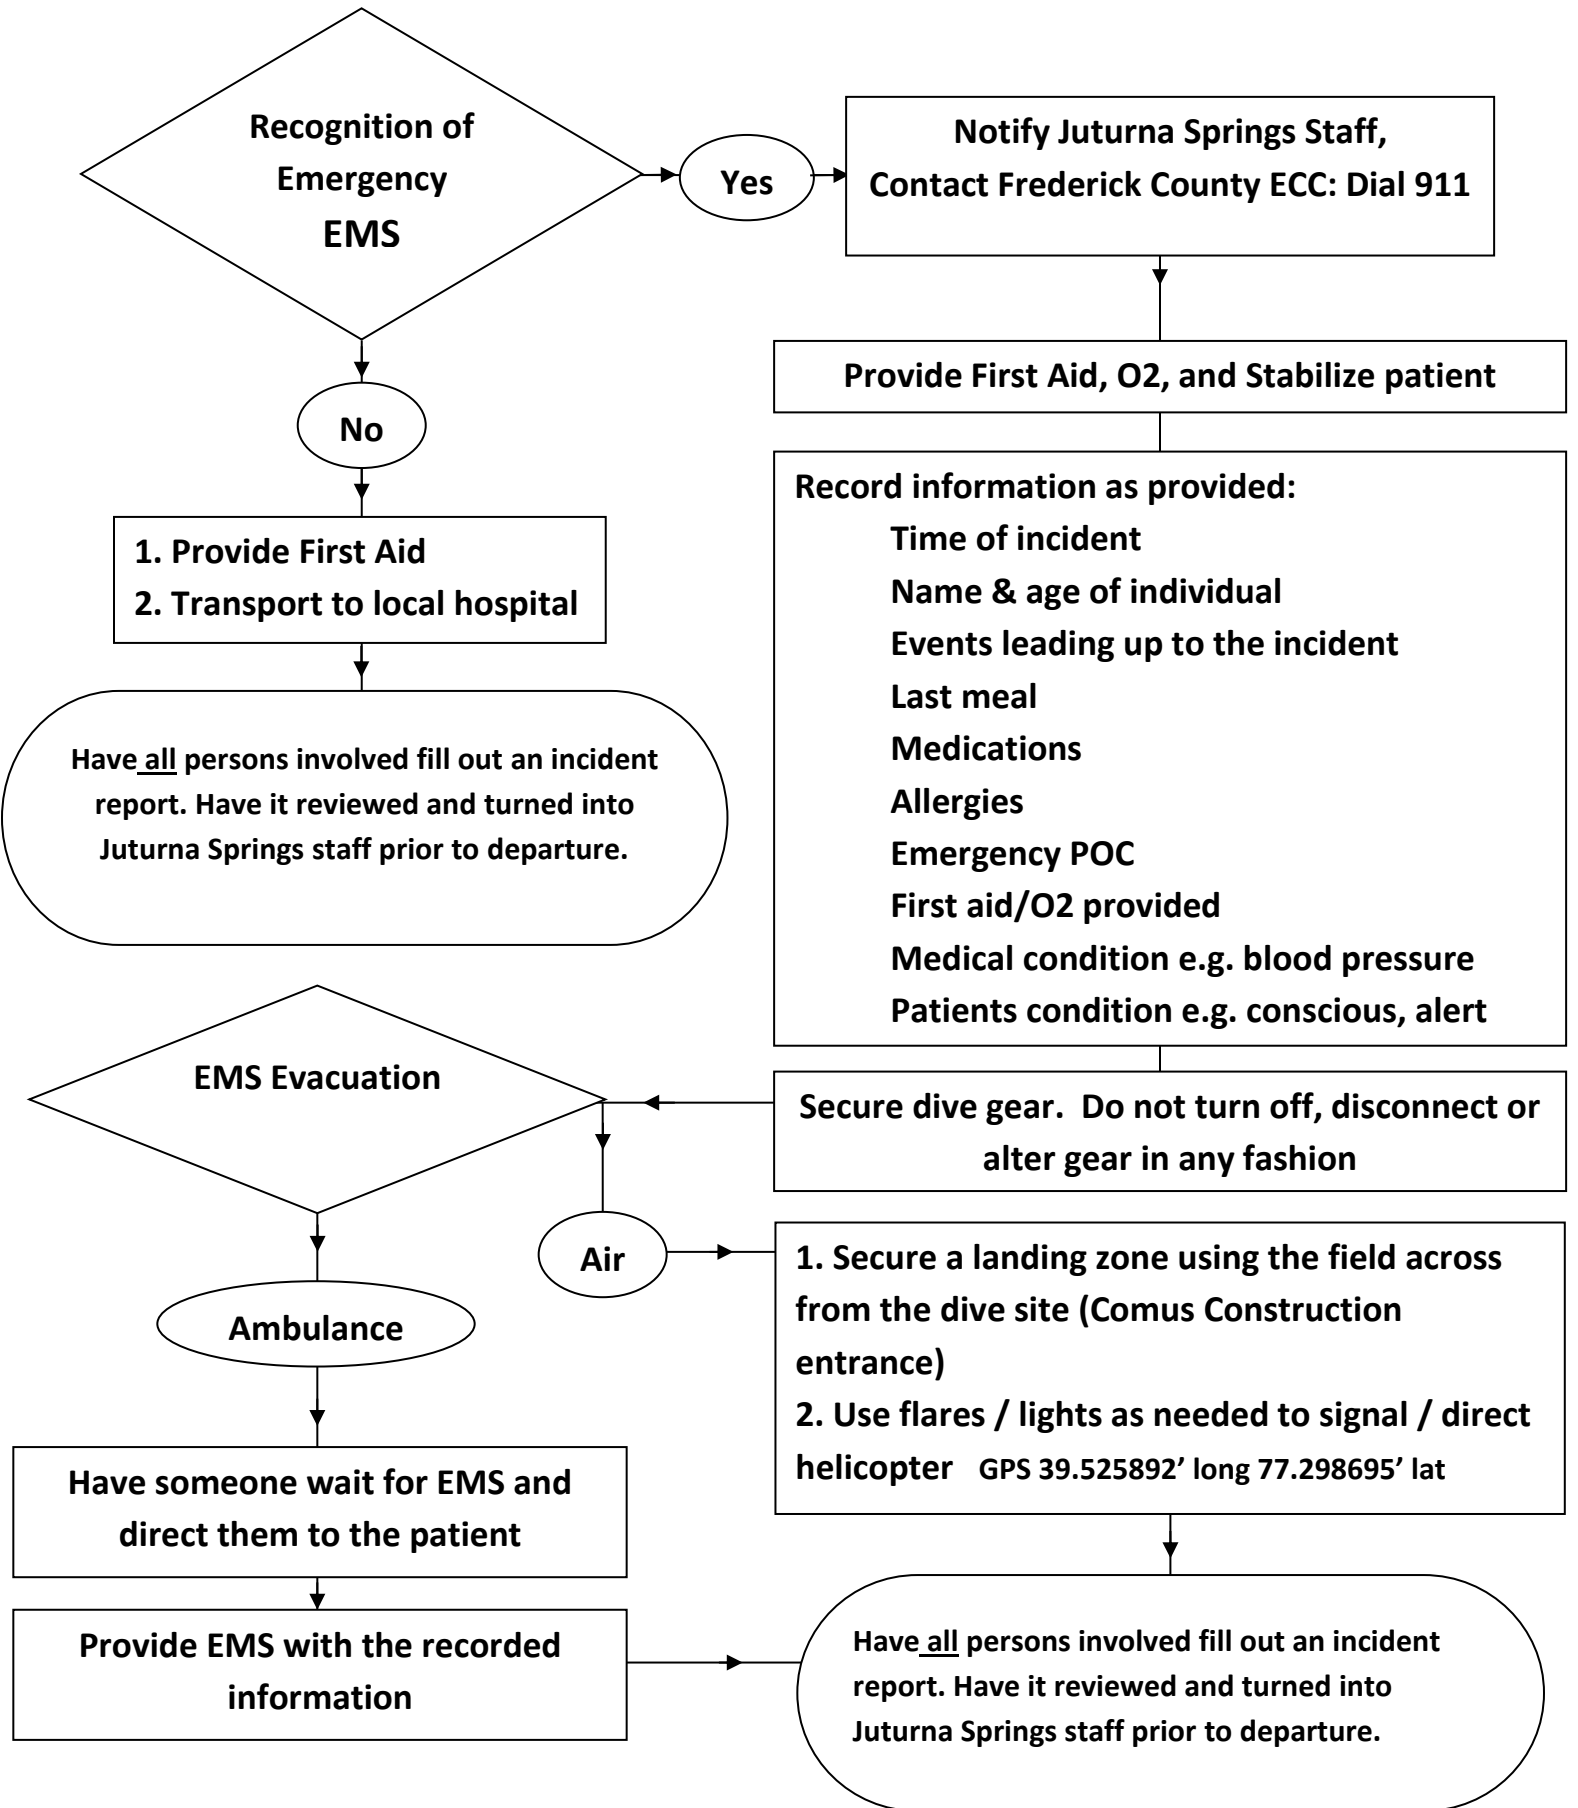 Recognition of
Emergency
EMS
Yes
Notify Juturna Springs Staff,
Contact Frederick County ECC: Dial 911
Provide First Aid, O2, and Stabilize patient
No
1. Provide First Aid
2. Transport to local hospital
Have all persons involved fill out an incident
report. Have it reviewed and turned into
Juturna Springs staff prior to departure.
Record information as provided:
Time of incident
Name & age of individual
Events leading up to the incident
Last meal
Medications
Allergies
Emergency POC
First aid/O2 provided
Medical condition e.g. blood pressure
Patients condition e.g. conscious, alert
Secure dive gear.  Do not turn off, disconnect or
alter gear in any fashion
EMS Evacuation
Air
1. Secure a landing zone using the field across
from the dive site (Comus Construction
entrance)
2. Use flares / lights as needed to signal / direct
helicopter   GPS 39.525892’ long 77.298695’ lat
Ambulance
Have someone wait for EMS and
direct them to the patient
Provide EMS with the recorded
information
Have all persons involved fill out an incident
report. Have it reviewed and turned into
Juturna Springs staff prior to departure.